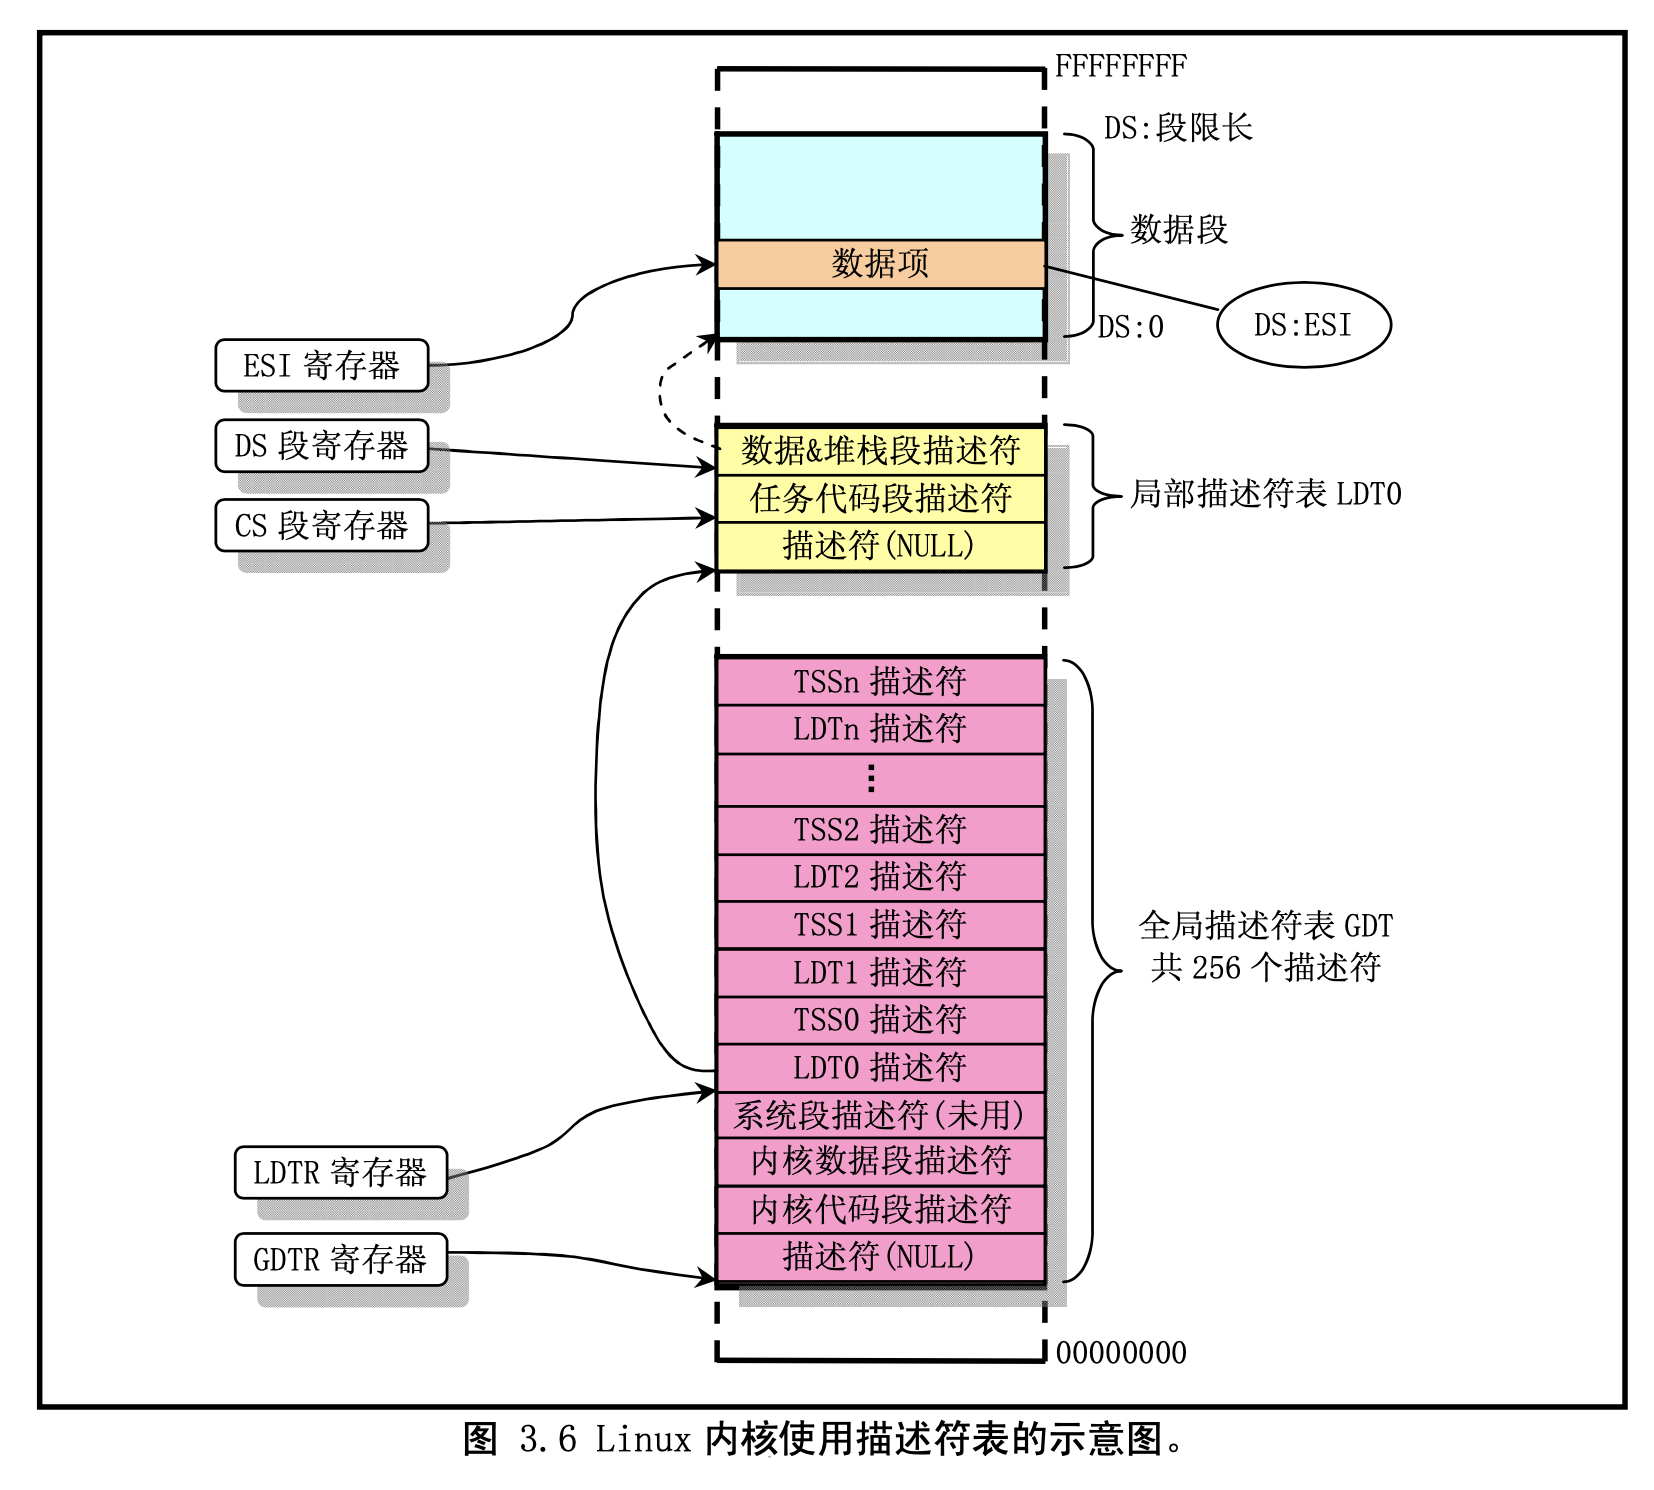 FFFFFFFF
DS:段限长
数据段
数据项
DS:0
DS:ESI
ESI 寄存器
DS 段寄存器
CS 段寄存器
数据&堆栈段描述符
任务代码段描述符
描述符(NULL)
局部描述符表 LDT0
TSSn 描述符
LDTn 描述符
⋮
TSS2 描述符
LDT2 描述符
TSS1 描述符
LDT1 描述符
TSS0 描述符
LDT0 描述符
系统段描述符(未用)
内核数据段描述符
内核代码段描述符
描述符(NULL)
全局描述符表 GDT
共 256 个描述符
LDTR 寄存器
GDTR 寄存器
00000000
图 3.6 Linux 内核使用描述符表的示意图。